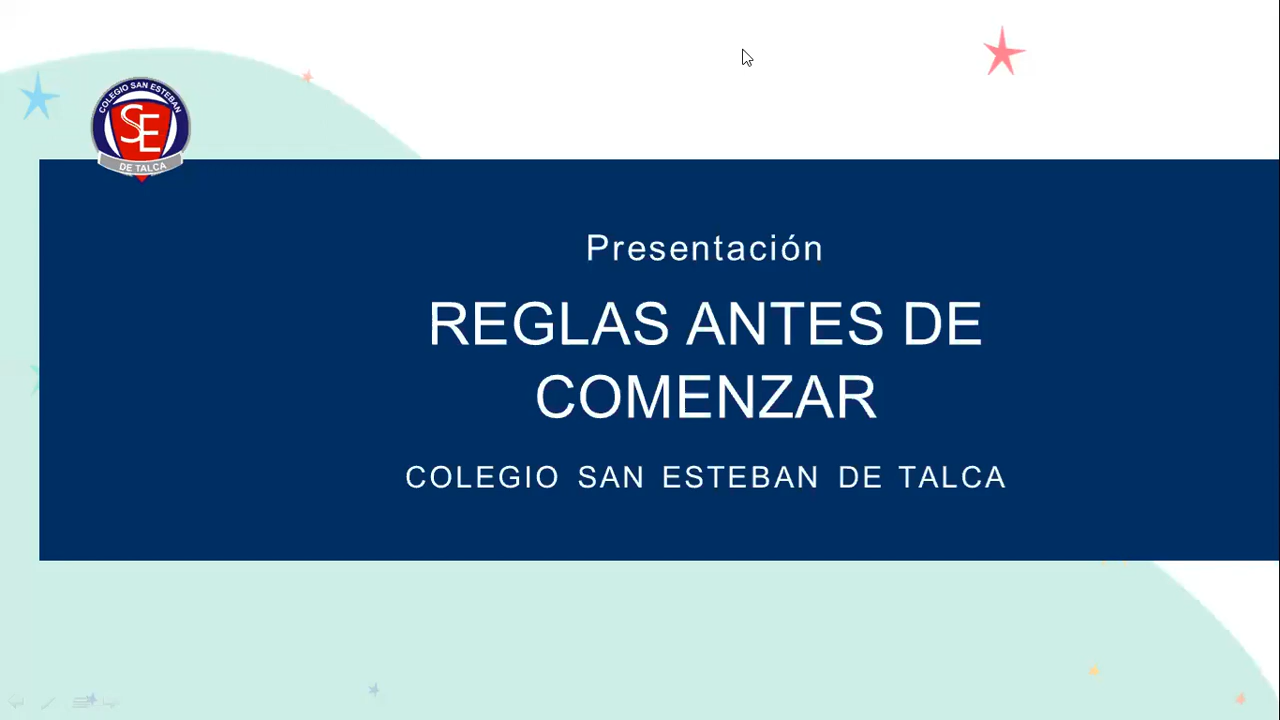 COLEGIO SAN ESTEBAN
SE
DE TALCA
Presentación
REGLAS ANTES DE
COMENZAR
COLEGIO SAN ESTEBAN DE TALCA